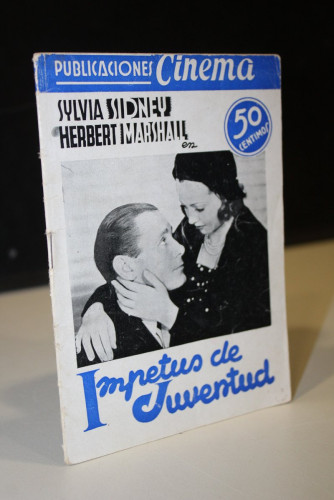 PUBLICACIONES Cinema
SYLVIA SIDNEY
HERBERT MARSHALL
en
50
CENTIMOS
Impetus de
Juventud